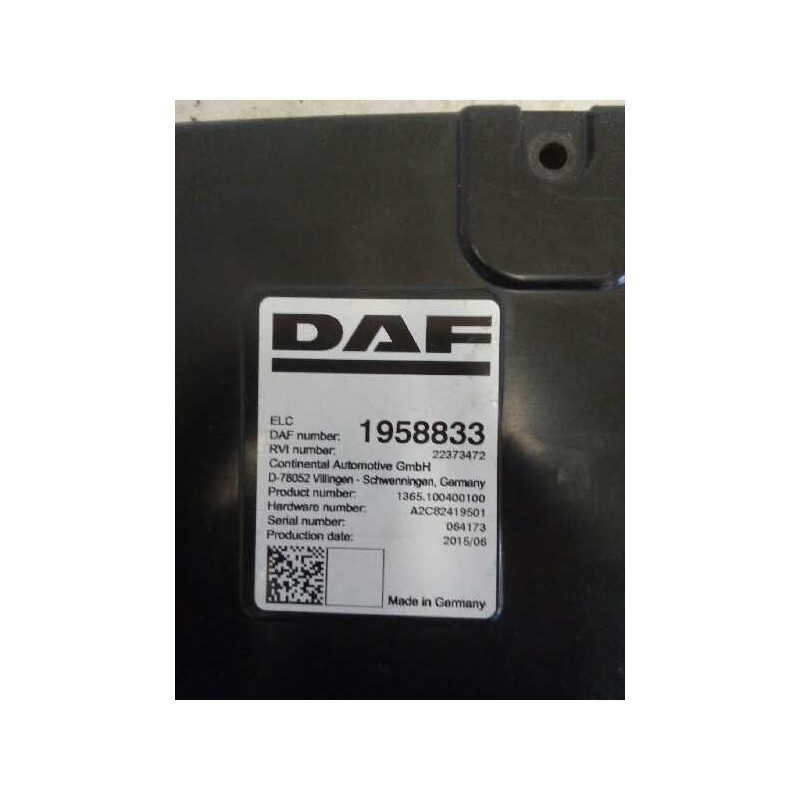 DAF
ELC
DAF number: 1958833
RVI number: 22373472
Continental Automotive GmbH
D-78052 Villingen - Schwenningen, Germany
Product number: 1365.100400100
Hardware number: A2C82419501
Serial number: 064173
Production date: 2015/06
Made in Germany